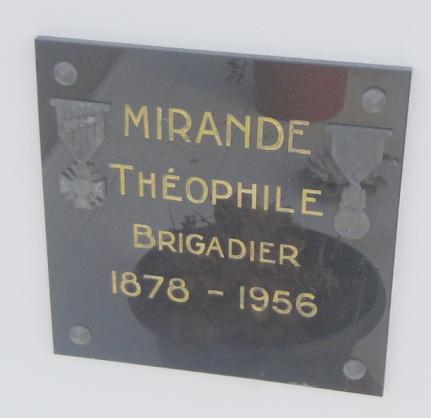 MIRANDE
THÉOPHILE
BRIGADIER
1878 - 1956